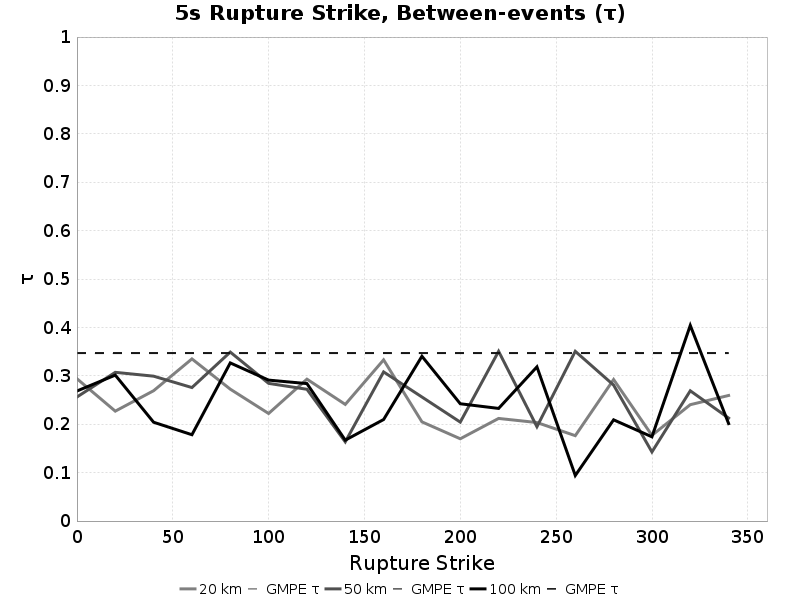 5s Rupture Strike, Between-events (τ)
1
0.9
0.8
0.7
0.6
0.5
0.4
0.3
0.2
0.1
0
τ
0 50 100 150 200 250 300 350
Rupture Strike
20 km GMPE τ 50 km GMPE τ 100 km GMPE τ